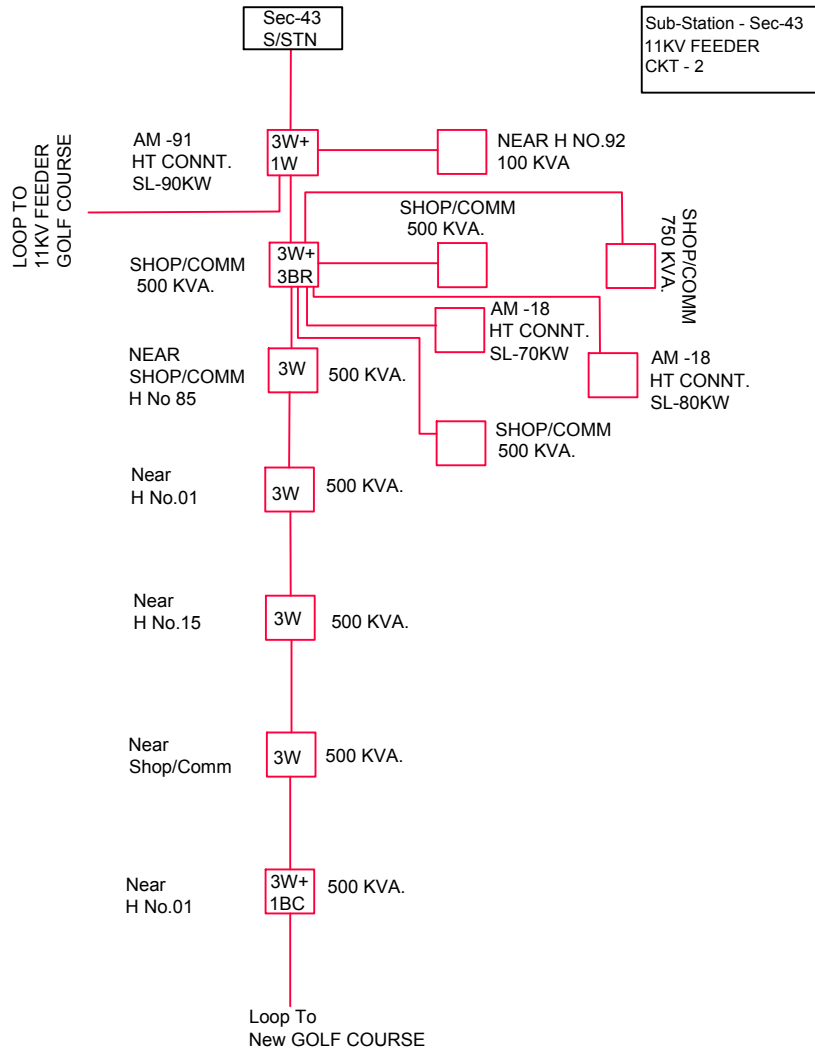 Sec-43
S/STN
Sub-Station - Sec-43
11KV FEEDER
CKT - 2
AM -91
HT CONNT.
SL-90KW
3W+
1W
NEAR H NO.92
100 KVA
LOOP TO
11KV FEEDER
GOLF COURSE
SHOP/COMM
500 KVA.
SHOP/COMM
750 KVA.
SHOP/COMM
500 KVA.
3W+
3BR
AM -18
HT CONNT.
SL-70KW
NEAR
SHOP/COMM
H No 85
3W
500 KVA.
AM -18
HT CONNT.
SL-80KW
SHOP/COMM
500 KVA.
Near
H No.01
3W
500 KVA.
Near
H No.15
3W
500 KVA.
Near
Shop/Comm
3W
500 KVA.
Near
H No.01
3W+
1BC
500 KVA.
Loop To
New GOLF COURSE